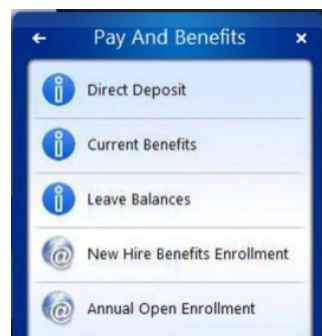 Pay And Benefits
Direct Deposit
Current Benefits
Leave Balances
New Hire Benefits Enrollment
Annual Open Enrollment